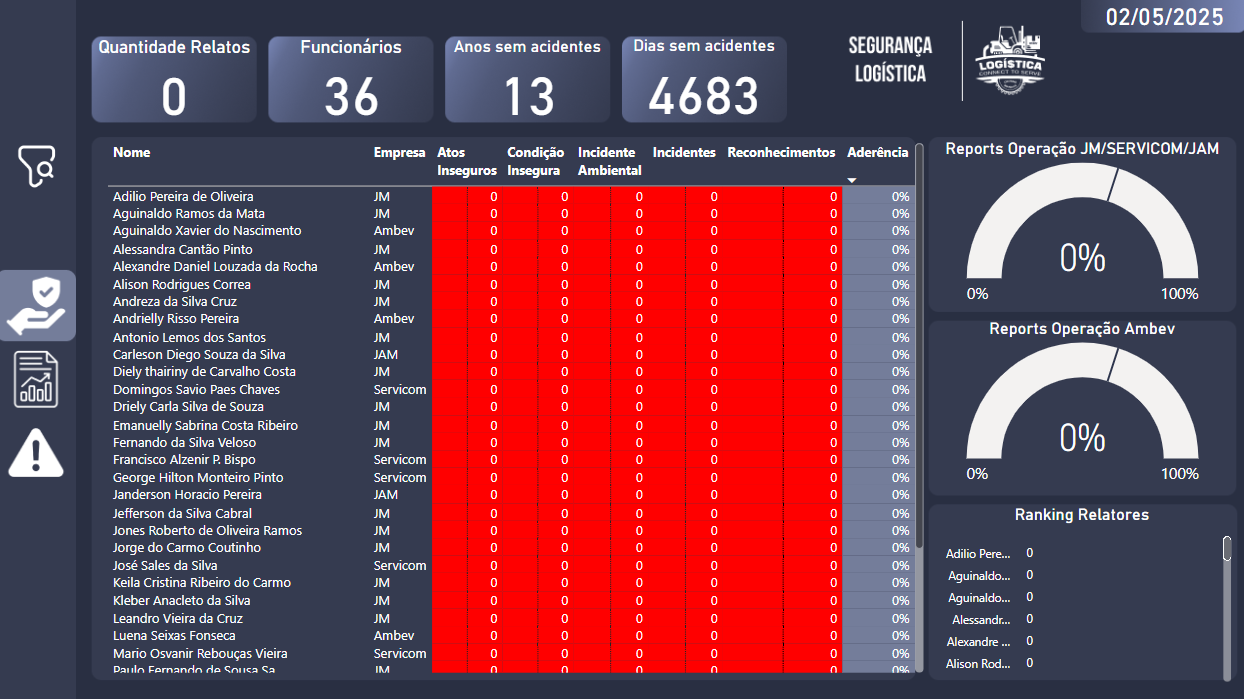 02/05/2025
Quantidade Relatos
0
Funcionários
36
Anos sem acidentes
13
Dias sem acidentes
4683
SEGURANÇA
LOGÍSTICA
LOGÍSTICA
CONNECT TO SERVE
Nome Empresa Atos Inseguros Condição Insegura Incidente Ambiental Incidentes Reconhecimentos Aderência
Adilio Pereira de Oliveira JM 0 0 0 0 0 0%
Aguinaldo Ramos da Mata JM 0 0 0 0 0 0%
Aguinaldo Xavier do Nascimento Ambev 0 0 0 0 0 0%
Alessandra Cantão Pinto JM 0 0 0 0 0 0%
Alexandre Daniel Louzada da Rocha Ambev 0 0 0 0 0 0%
Alison Rodrigues Correa JM 0 0 0 0 0 0%
Andreza da Silva Cruz JM 0 0 0 0 0 0%
Andrielly Risso Pereira Ambev 0 0 0 0 0 0%
Antonio Lemos dos Santos JM 0 0 0 0 0 0%
Carleson Diego Souza da Silva JAM 0 0 0 0 0 0%
Diely thairiny de Carvalho Costa JM 0 0 0 0 0 0%
Domingos Savio Paes Chaves Servicom 0 0 0 0 0 0%
Driely Carla Silva de Souza JM 0 0 0 0 0 0%
Emanuelly Sabrina Costa Ribeiro JM 0 0 0 0 0 0%
Fernando da Silva Veloso JM 0 0 0 0 0 0%
Francisco Alzenir P. Bispo Servicom 0 0 0 0 0 0%
George Hilton Monteiro Pinto Servicom 0 0 0 0 0 0%
Janderson Horacio Pereira JAM 0 0 0 0 0 0%
Jefferson da Silva Cabral JM 0 0 0 0 0 0%
Jones Roberto de Oliveira Ramos JM 0 0 0 0 0 0%
Jorge do Carmo Coutinho JM 0 0 0 0 0 0%
José Sales da Silva Servicom 0 0 0 0 0 0%
Keila Cristina Ribeiro do Carmo JM 0 0 0 0 0 0%
Kleber Anacleto da Silva JM 0 0 0 0 0 0%
Leandro Vieira da Cruz JM 0 0 0 0 0 0%
Luena Seixas Fonseca Ambev 0 0 0 0 0 0%
Mario Osvanir Rebouças Vieira Servicom 0 0 0 0 0 0%
Paulo Fernando de Sousa Sa JM 0 0 0 0 0 0%
Reports Operação JM/SERVICOM/JAM
0%
0% 100%
Reports Operação Ambev
0%
0% 100%
Ranking Relatores
Adilio Pere... 0
Aguinaldo... 0
Aguinaldo... 0
Alessandr... 0
Alexandre ... 0
Alison Rod... 0